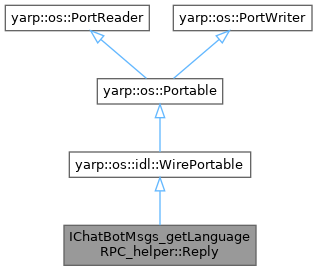 yarp::os::PortReader
yarp::os::PortWriter
yarp::os::Portable
yarp::os::idl::WirePortable
IChatBotMsgs_getLanguage
RPC_helper::Reply